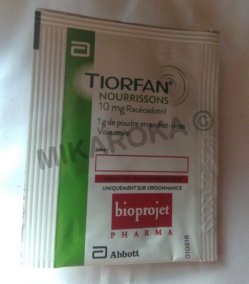 TIORFAN®
NOURRISSONS
10 mg Racécadotril
1 g de poudre en sachet-dose
Voie orale
MIKAROKA ©
UNIQUEMENT SUR ORDONNANCE
bioprojet
PHARMA
Abbott